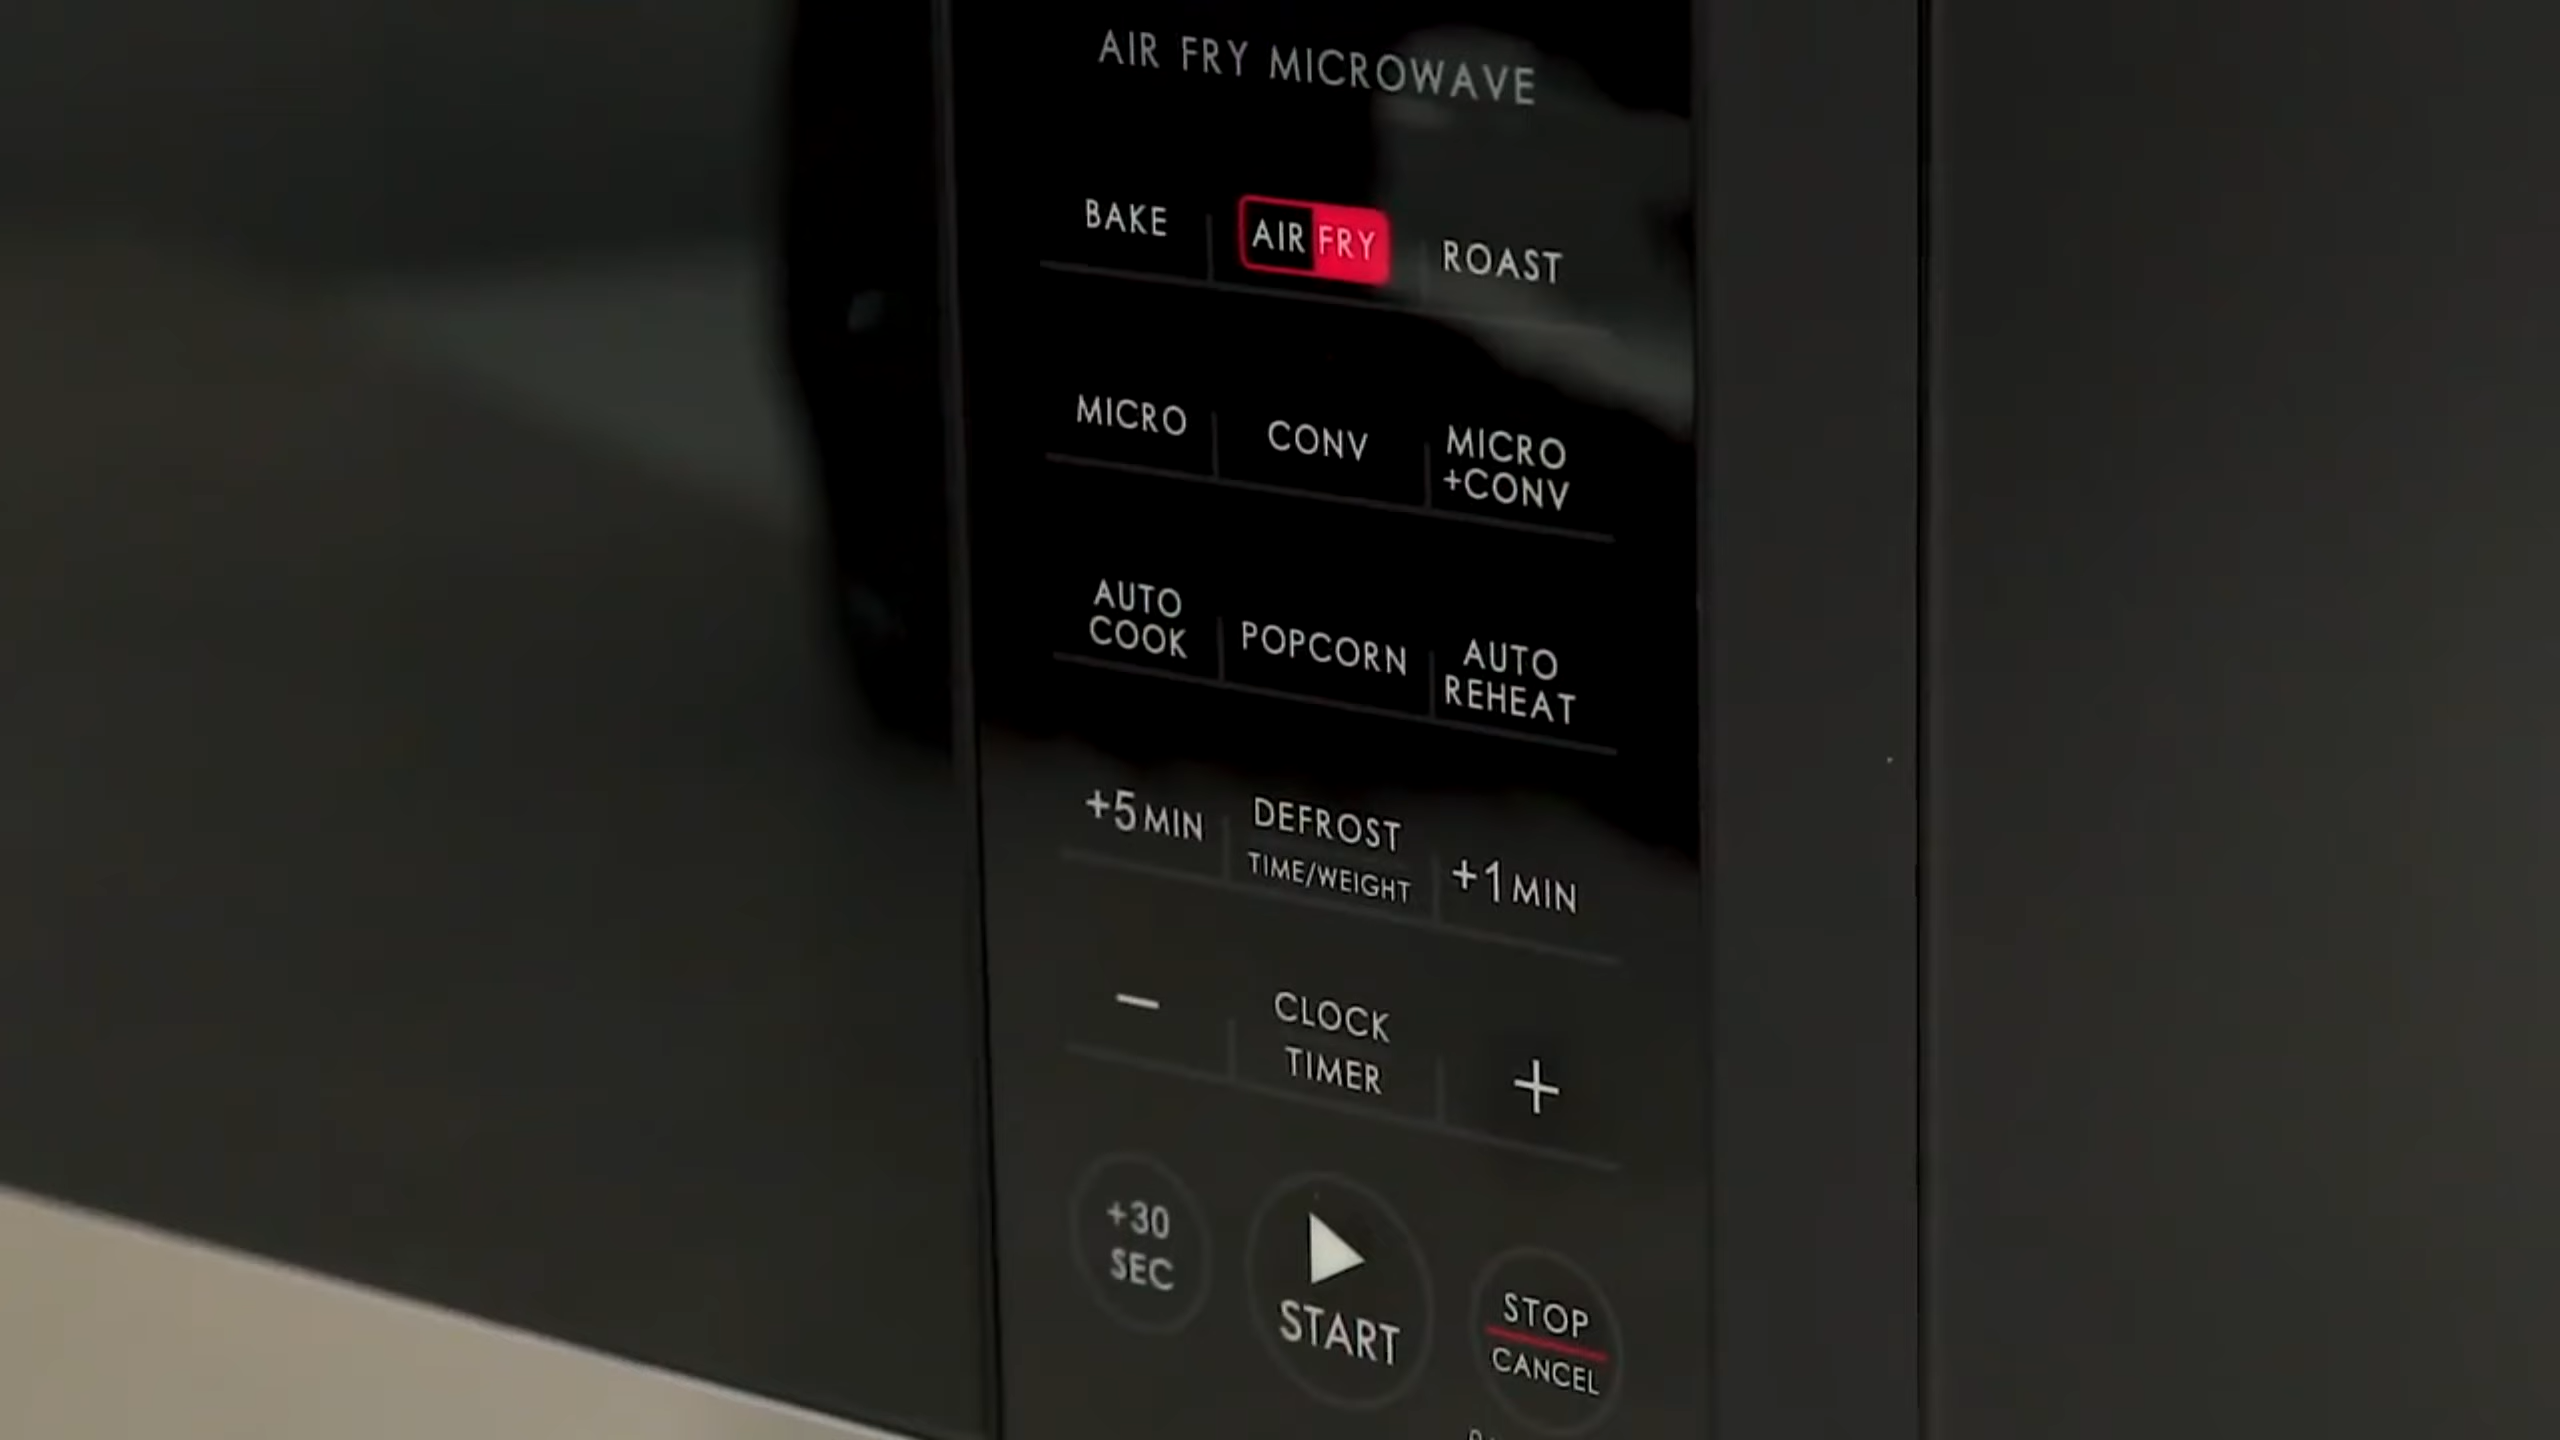 AIR FRY MICROWAVE
BAKE AIR FRY ROAST
MICRO CONV MICRO
+CONV
AUTO
COOK POPCORN AUTO
REHEAT
+5 MIN DEFROST
TIME/WEIGHT +1 MIN
− CLOCK
TIMER +
+30
SEC
START
STOP
CANCEL